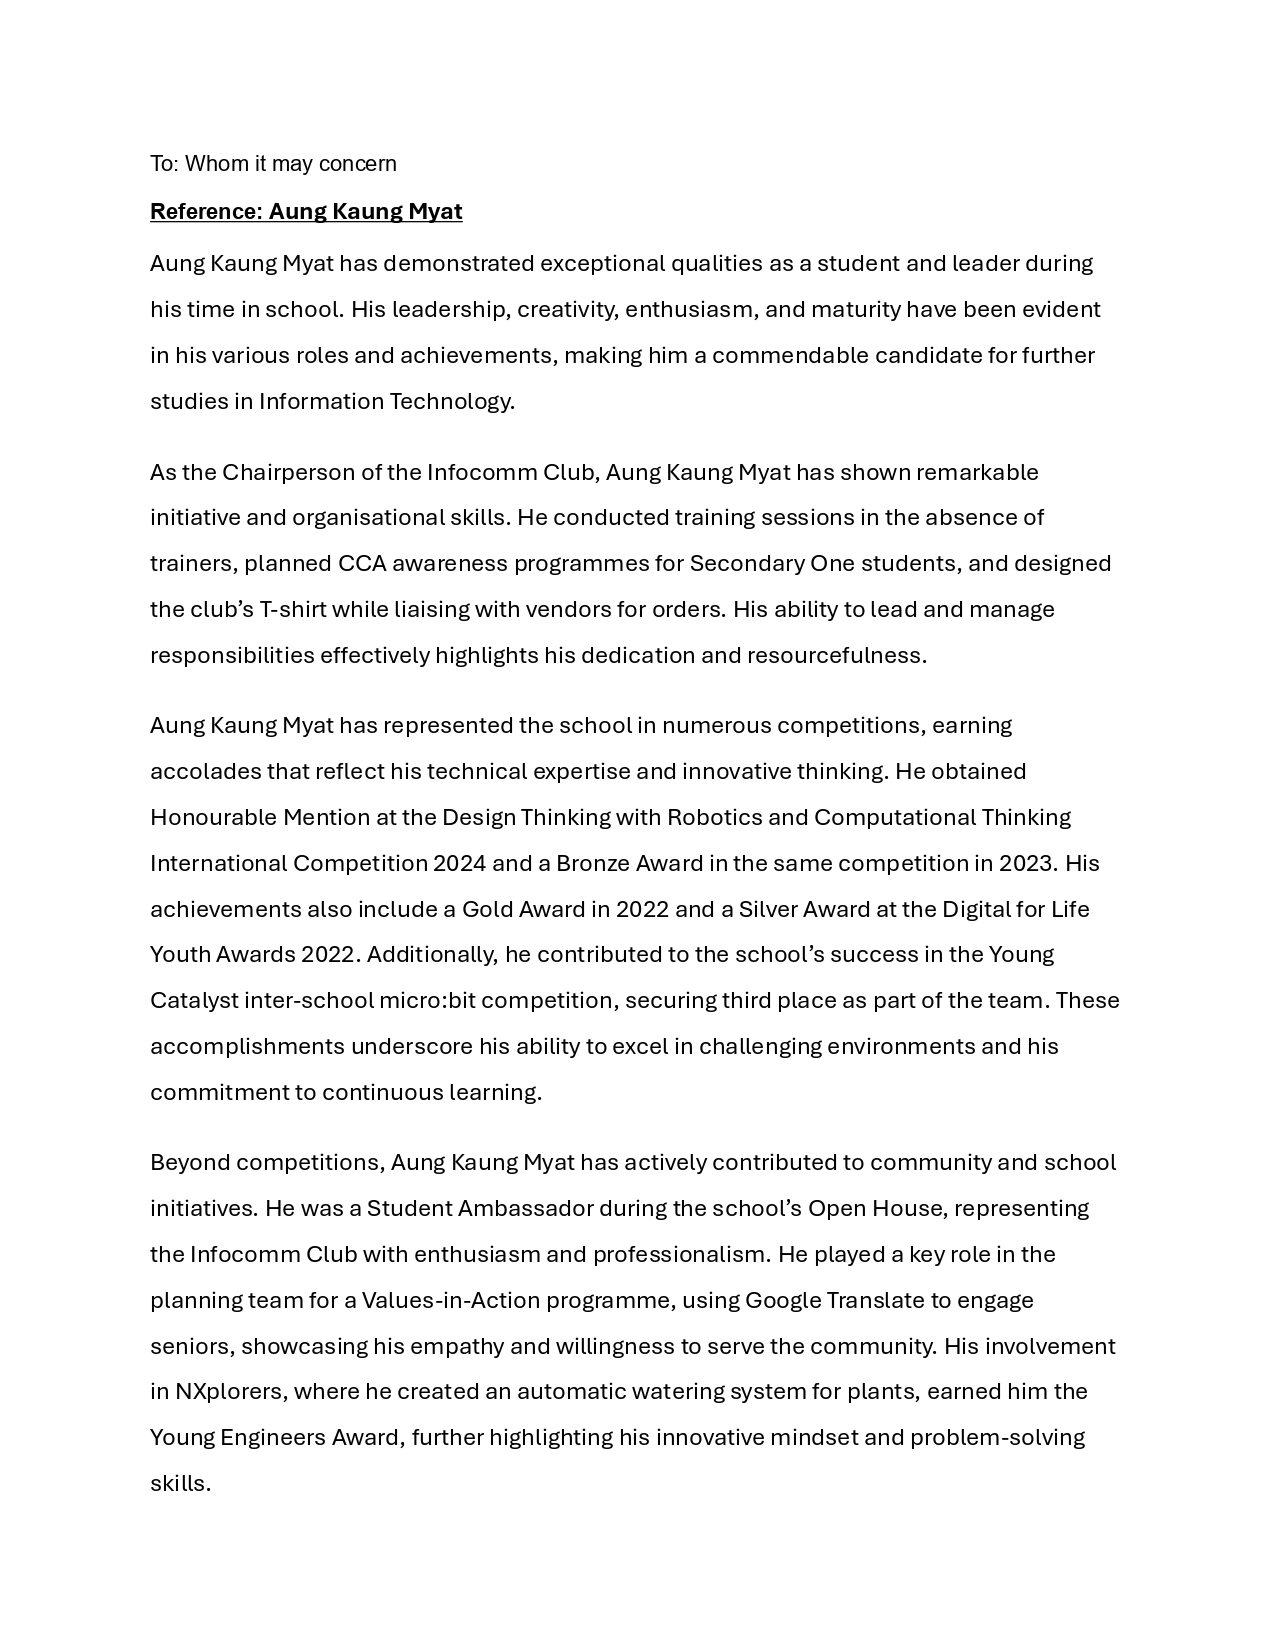 To: Whom it may concern
Reference: Aung Kaung Myat
Aung Kaung Myat has demonstrated exceptional qualities as a student and leader during
his time in school. His leadership, creativity, enthusiasm, and maturity have been evident
in his various roles and achievements, making him a commendable candidate for further
studies in Information Technology.
As the Chairperson of the Infocomm Club, Aung Kaung Myat has shown remarkable
initiative and organisational skills. He conducted training sessions in the absence of
trainers, planned CCA awareness programmes for Secondary One students, and designed
the club’s T-shirt while liaising with vendors for orders. His ability to lead and manage
responsibilities effectively highlights his dedication and resourcefulness.
Aung Kaung Myat has represented the school in numerous competitions, earning
accolades that reflect his technical expertise and innovative thinking. He obtained
Honourable Mention at the Design Thinking with Robotics and Computational Thinking
International Competition 2024 and a Bronze Award in the same competition in 2023. His
achievements also include a Gold Award in 2022 and a Silver Award at the Digital for Life
Youth Awards 2022. Additionally, he contributed to the school’s success in the Young
Catalyst inter-school micro:bit competition, securing third place as part of the team. These
accomplishments underscore his ability to excel in challenging environments and his
commitment to continuous learning.
Beyond competitions, Aung Kaung Myat has actively contributed to community and school
initiatives. He was a Student Ambassador during the school’s Open House, representing
the Infocomm Club with enthusiasm and professionalism. He played a key role in the
planning team for a Values-in-Action programme, using Google Translate to engage
seniors, showcasing his empathy and willingness to serve the community. His involvement
in NXplorers, where he created an automatic watering system for plants, earned him the
Young Engineers Award, further highlighting his innovative mindset and problem-solving
skills.